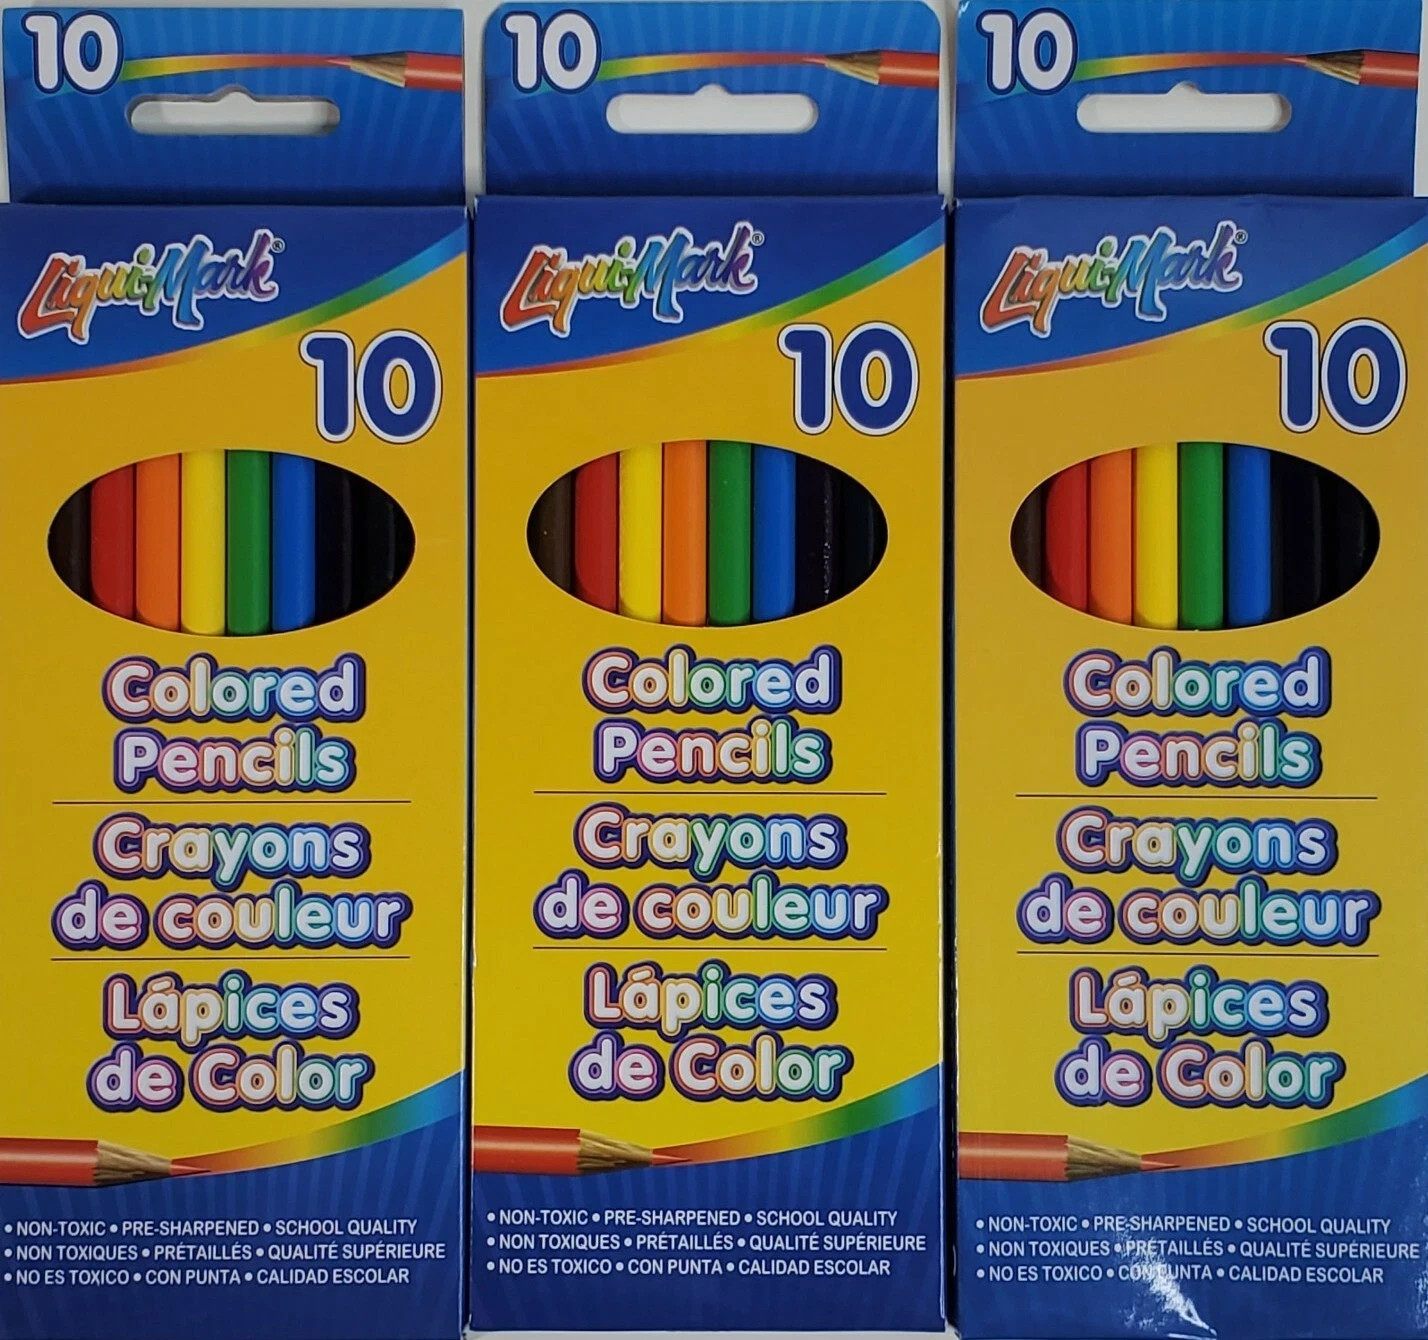 10
Liqui-Mark®
10
Colored
Pencils
Crayons
de couleur
Lápices
de Color
• NON-TOXIC • PRE-SHARPENED • SCHOOL QUALITY
• NON TOXIQUES • PRÉTAILLÉS • QUALITÉ SUPÉRIEURE
• NO ES TOXICO • CON PUNTA • CALIDAD ESCOLAR
10
Liqui-Mark®
10
Colored
Pencils
Crayons
de couleur
Lápices
de Color
• NON-TOXIC • PRE-SHARPENED • SCHOOL QUALITY
• NON TOXIQUES • PRÉTAILLÉS • QUALITÉ SUPÉRIEURE
• NO ES TOXICO • CON PUNTA • CALIDAD ESCOLAR
10
Liqui-Mark®
10
Colored
Pencils
Crayons
de couleur
Lápices
de Color
• NON-TOXIC • PRE-SHARPENED • SCHOOL QUALITY
• NON TOXIQUES • PRÉTAILLÉS • QUALITÉ SUPÉRIEURE
• NO ES TOXICO • CON PUNTA • CALIDAD ESCOLAR